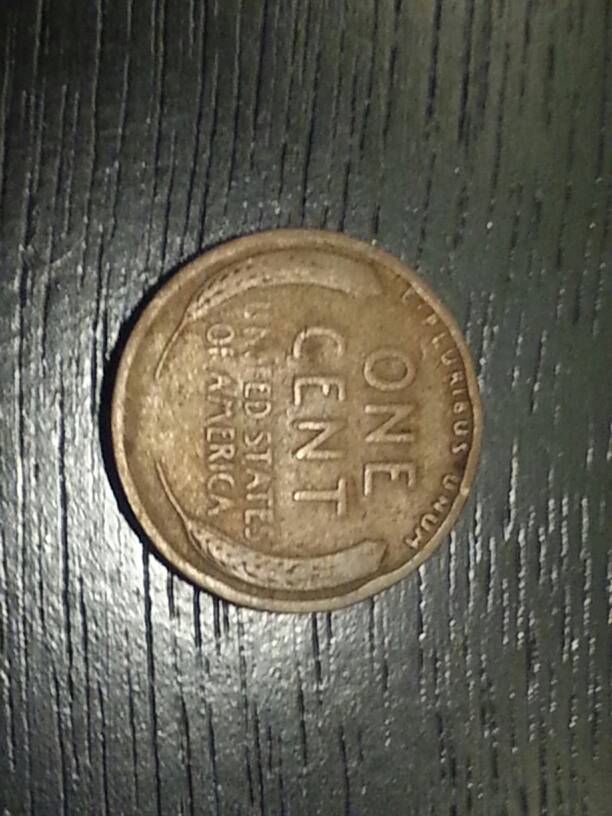 E·PLURIBUS·UNUM
ONE
CENT
UNITED STATES
OF AMERICA